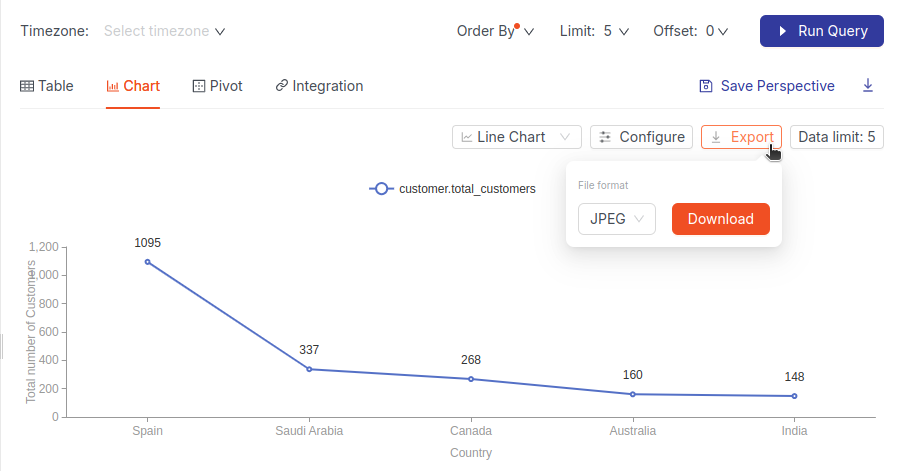 Timezone: Select timezone Order By Limit: 5 Offset: 0 Run Query
Table Chart Pivot Integration Save Perspective
Line Chart Configure Export Data limit: 5
customer.total_customers
File format
JPEG Download
Total number of Customers
1,200
1,000
800
600
400
200
0
1095
337
268
160
148
Spain Saudi Arabia Canada Australia India
Country